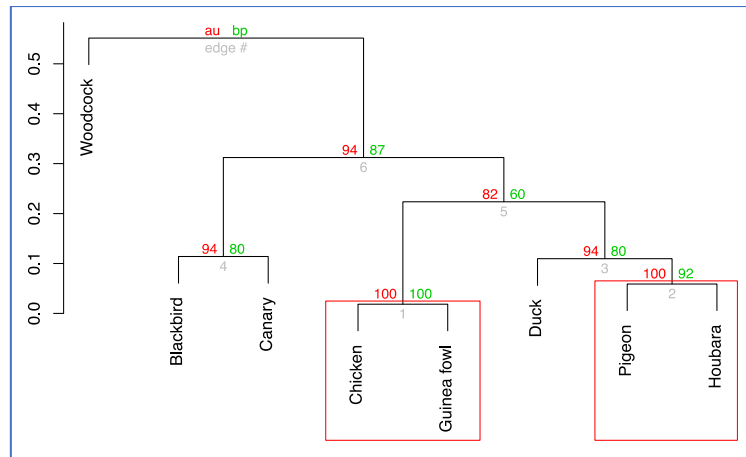 au bp
edge #
0.5
0.4
0.3
0.2
0.1
0.0
Woodcock
94 87
6
82 60
5
94 80
4
94 80
3
100 92
2
100 100
1
Blackbird
Canary
Chicken
Guinea fowl
Duck
Pigeon
Houbara